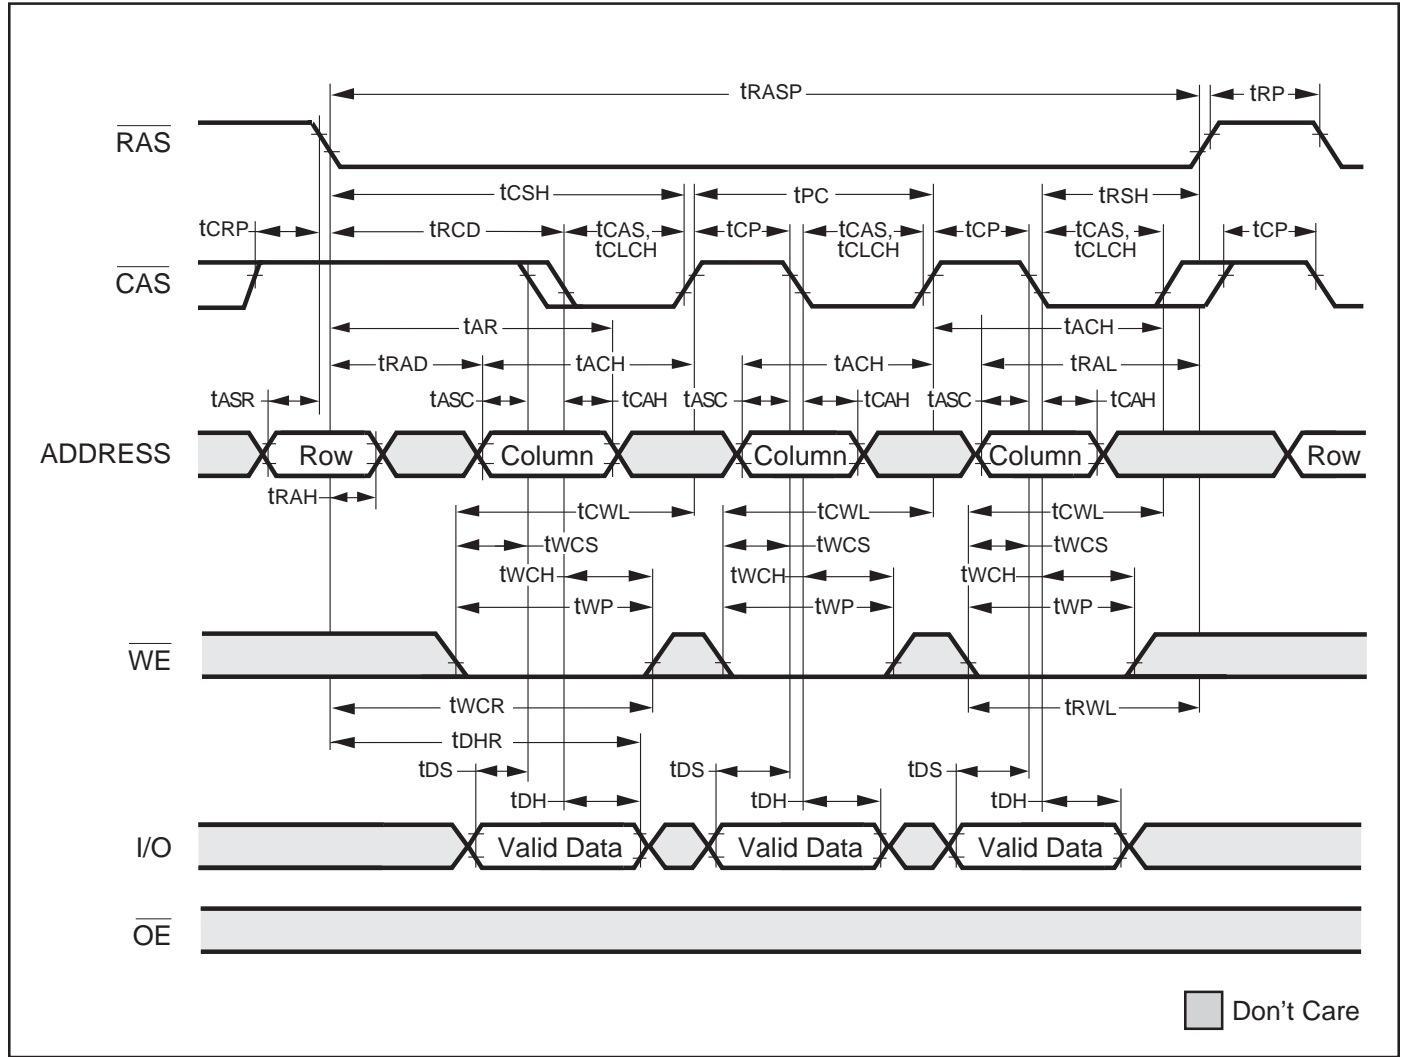 tRASP tRP
RAS
tCSH tPC tRSH
tCRP tRCD tCAS, tCLCH tCP tCAS, tCLCH tCP tCAS, tCLCH tCP
CAS
tAR tACH
tRAD tACH tACH tRAL
tASR tASC tCAH tASC tCAH tASC tCAH
ADDRESS Row Column Column Column Row
tRAH
tCWL tCWL tCWL
tWCS tWCS tWCS
tWCH tWCH tWCH
tWP tWP tWP
WE
tWCR tRWL
tDHR
tDS tDS tDS
tDH tDH tDH
I/O Valid Data Valid Data Valid Data
OE
Don't Care